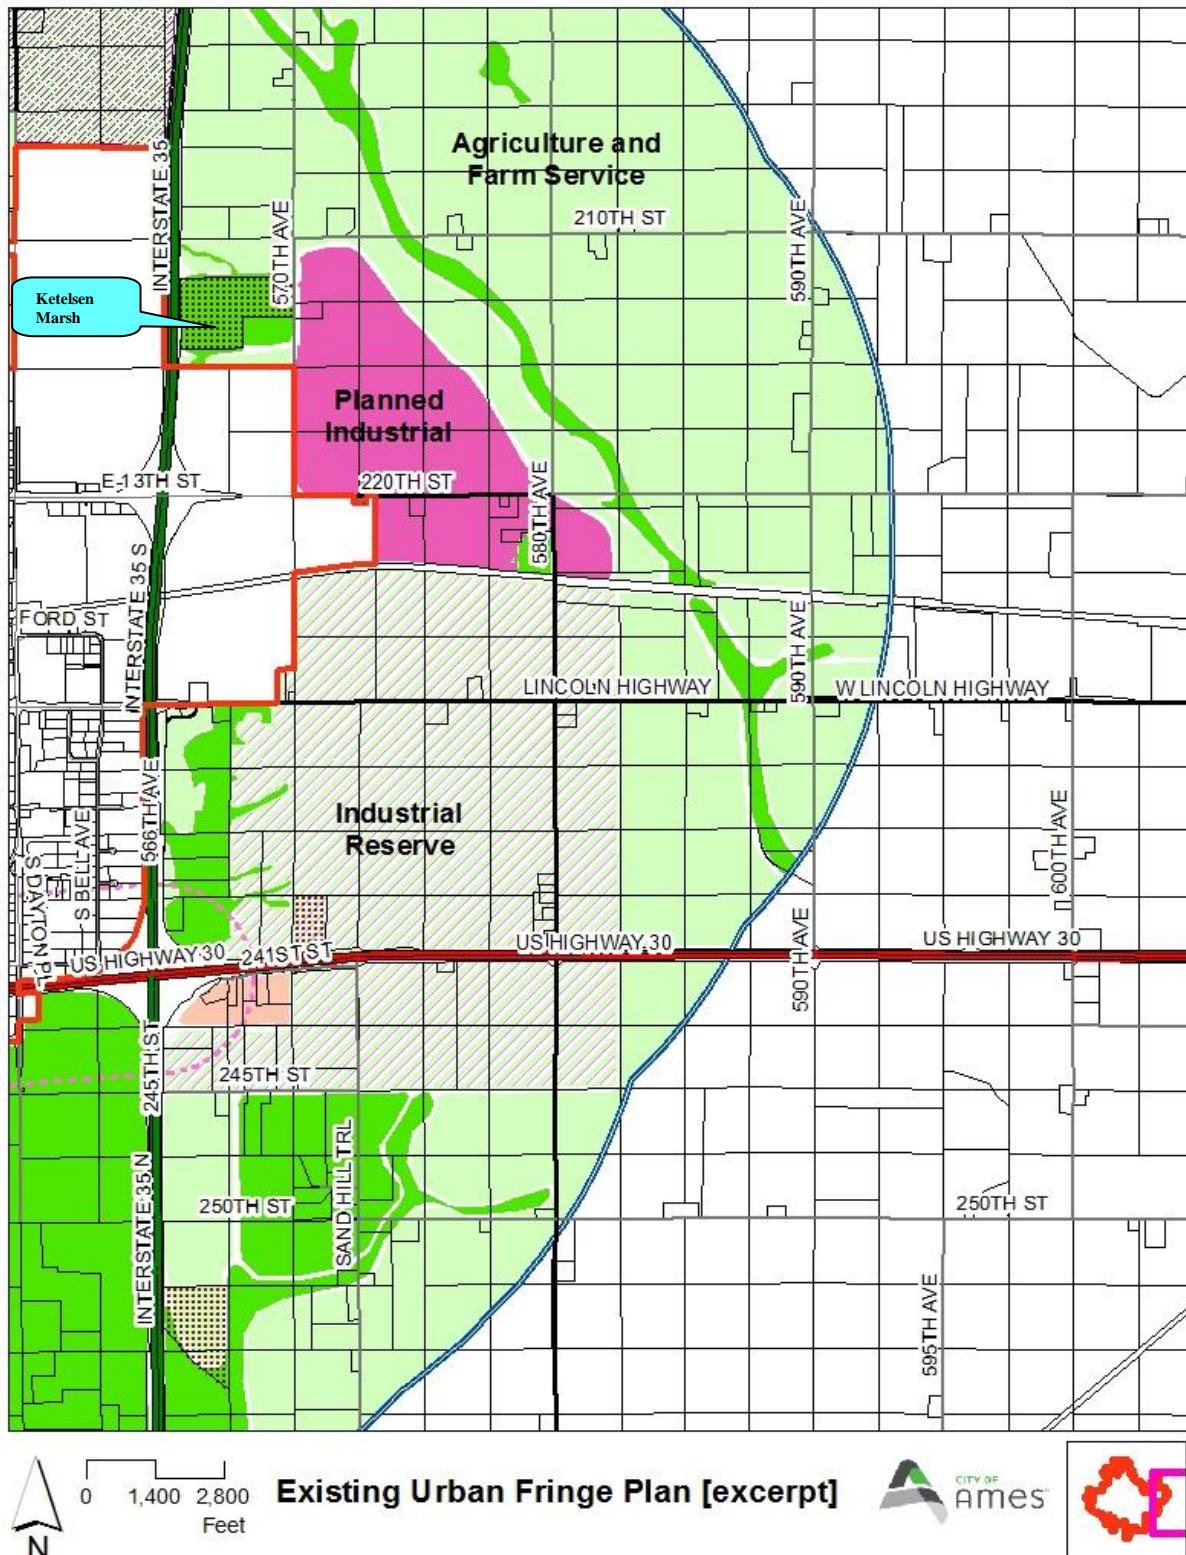 Agriculture and
Farm Service
INTERSTATE 35
570TH AVE
210TH ST
590TH AVE
Ketelsen
Marsh
Planned
Industrial
E 13TH ST
220TH ST
580TH AVE
INTERSTATE 35 S
FORD ST
590TH AVE
LINCOLN HIGHWAY
W LINCOLN HIGHWAY
566TH AVE
S BELL AVE
S DAYTON PL
Industrial
Reserve
600TH AVE
US HIGHWAY 30
241ST ST
US HIGHWAY 30
US HIGHWAY 30
590TH AVE
245TH ST
245TH ST
INTERSTATE 35 N
SAND HILL TRL
250TH ST
250TH ST
595TH AVE
N
0 1,400 2,800
Feet
Existing Urban Fringe Plan [excerpt]
CITY OF
Ames